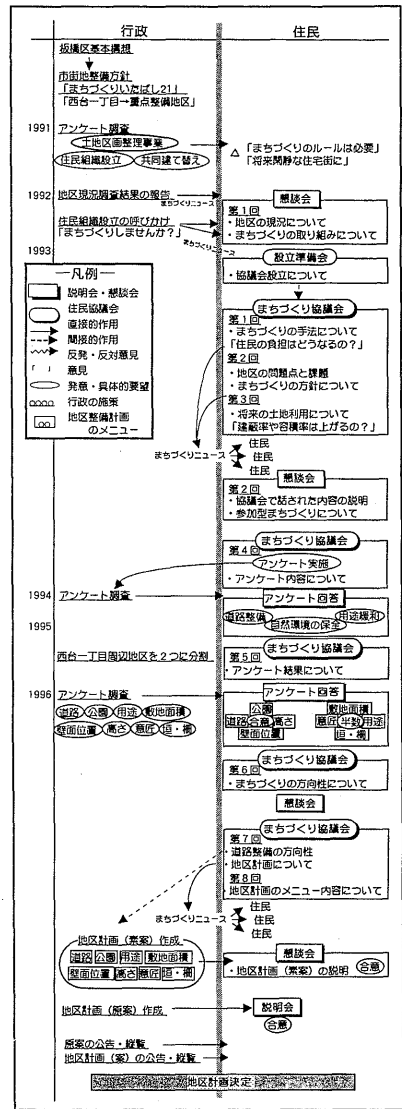 行政
住民
板橋区基本構想
市街地整備方針
「まちづくりいたばし21」
「西台一丁目→重点整備地区」
1991
アンケート調査
土地区画整理事業
住民組織設立
共同建て替え
△「まちづくりのルールは必要」
「将来閑静な住宅街に」
1992
地区現況調査結果の報告
まちづくりニュース
懇談会
第1回
・地区の現況について
・まちづくりの取り組みについて
住民組織設立の呼びかけ
「まちづくりしませんか?」
まちづくりニュース
1993
設立準備会
・協議会設立について
凡例
説明会・懇談会
住民協議会
直接的作用
間接的作用
反発・反対意見
「 」 意見
発意・具体的要望
行政の施策
地区整備計画
のメニュー
まちづくり協議会
第1回
・まちづくりの手法について
「住民の負担はどうなるの?」
第2回
・地区の問題点と課題
・まちづくりの方針について
第3回
・将来の土地利用について
「建蔽率や容積率は上がるの?」
まちづくりニュース
住民
住民
住民
懇談会
第2回
・協議会で話された内容の説明
・参加型まちづくりについて
まちづくり協議会
第4回
アンケート実施
・アンケート内容について
1994
アンケート調査
アンケート回答
道路整備
用途緩和
自然環境の保全
1995
まちづくり協議会
西台一丁目周辺地区を2つに分割
第5回
・アンケート結果について
1996
アンケート調査
道路 公園 用途 敷地面積
壁面位置 高さ 意匠 垣・柵
アンケート回答
公園 敷地面積
道路 合意 高さ 意匠 半数 用途
壁面位置 垣・柵
まちづくり協議会
第6回
・まちづくりの方向性について
懇談会
まちづくり協議会
第7回
・道路整備の方向性
・地区計画について
第8回
・地区計画のメニュー内容について
まちづくりニュース
住民
住民
住民
地区計画(素案)作成
道路 公園 用途 敷地面積
壁面位置 高さ 意匠 垣・柵
懇談会
・地区計画(素案)の説明
合意
地区計画(原案)作成
説明会
合意
原案の公告・縦覧
地区計画(案)の公告・縦覧
地区計画決定